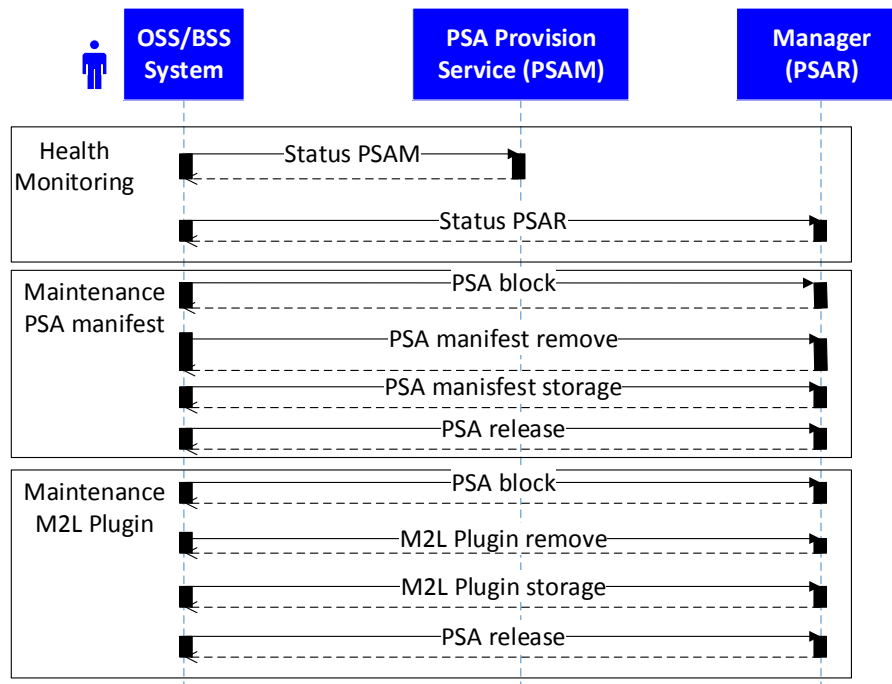 OSS/BSS
System
PSA Provision
Service (PSAM)
Manager
(PSAR)
Health
Monitoring
Status PSAM
Status PSAR
Maintenance
PSA manifest
PSA block
PSA manifest remove
PSA manisfest storage
PSA release
Maintenance
M2L Plugin
PSA block
M2L Plugin remove
M2L Plugin storage
PSA release